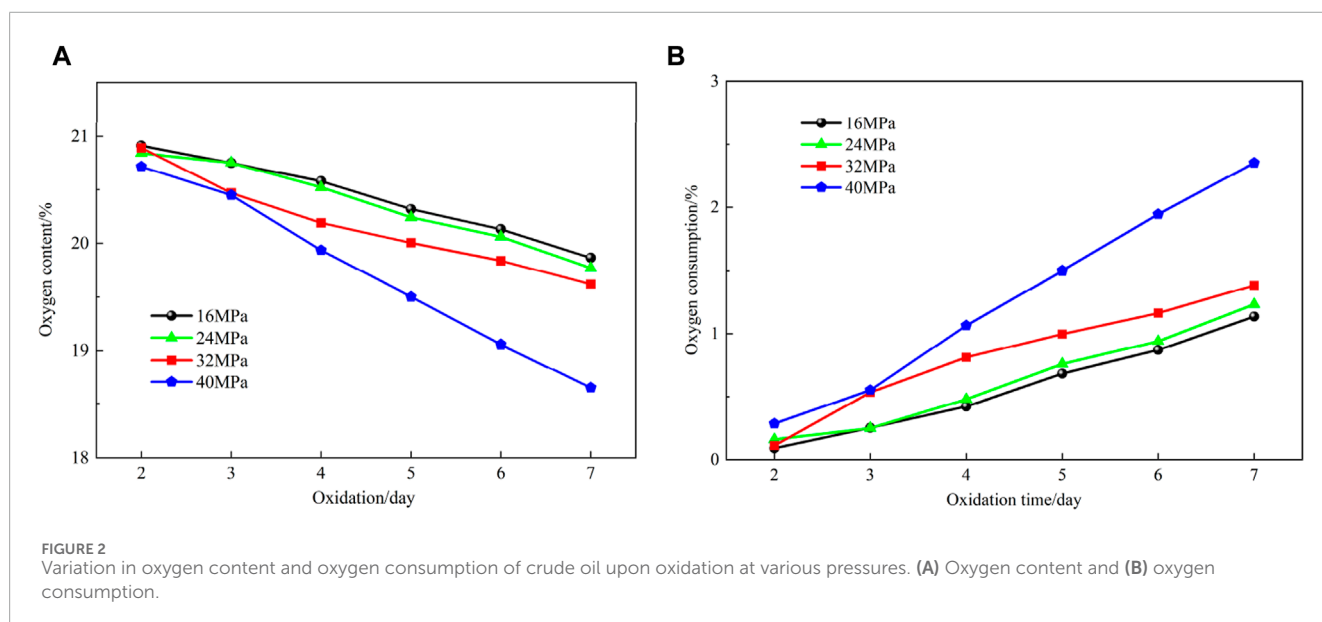 A
Oxygen content/%
21
20
19
18
16MPa
24MPa
32MPa
40MPa
2 3 4 5 6 7
Oxidation/day
B
Oxygen consumption/%
3
2
1
0
16MPa
24MPa
32MPa
40MPa
2 3 4 5 6 7
Oxidation time/day
FIGURE 2
Variation in oxygen content and oxygen consumption of crude oil upon oxidation at various pressures. (A) Oxygen content and (B) oxygen
consumption.